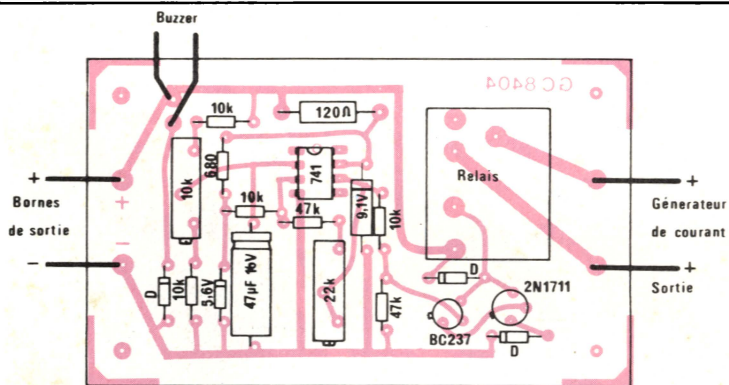 Buzzer
GC8404
10k
120Ω
680
10k
741
Relais
+
+
Bornes
de sortie
−
−
10k
47k
9,1V
10k
+
Génerateur
de courant
+
Sortie
D
10k
5,6V
47µF 16V
22k
47k
D
BC237
2N1711
D